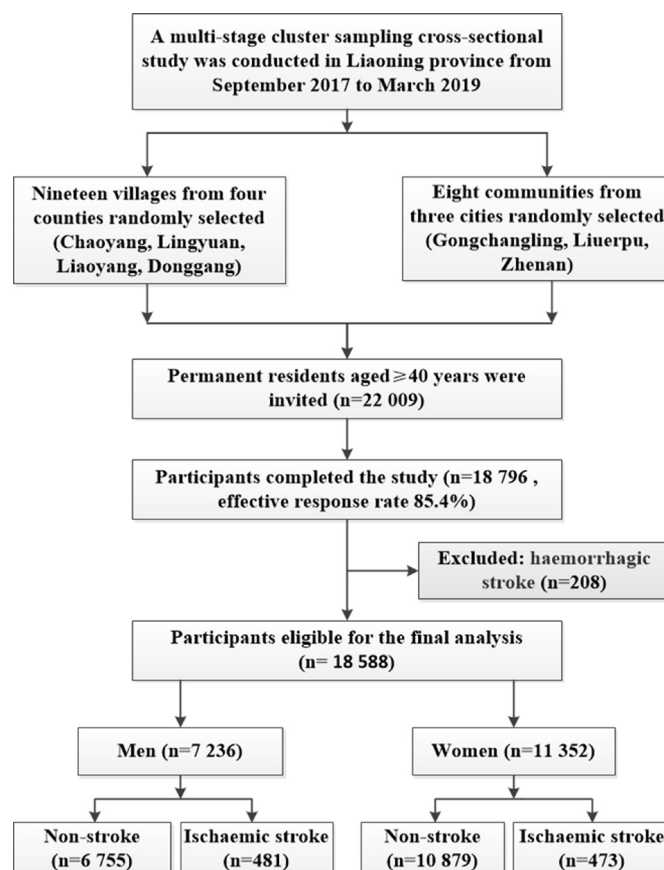 A multi-stage cluster sampling cross-sectional
study was conducted in Liaoning province from
September 2017 to March 2019
Nineteen villages from four
counties randomly selected
(Chaoyang, Lingyuan,
Liaoyang, Donggang)
Eight communities from
three cities randomly selected
(Gongchangling, Liuerpu,
Zhenan)
Permanent residents aged≥40 years were
invited (n=22 009)
Participants completed the study (n=18 796 ,
effective response rate 85.4%)
Excluded: haemorrhagic
stroke (n=208)
Participants eligible for the final analysis
(n= 18 588)
Men (n=7 236)
Women (n=11 352)
Non-stroke
(n=6 755)
Ischaemic stroke
(n=481)
Non-stroke
(n=10 879)
Ischaemic stroke
(n=473)